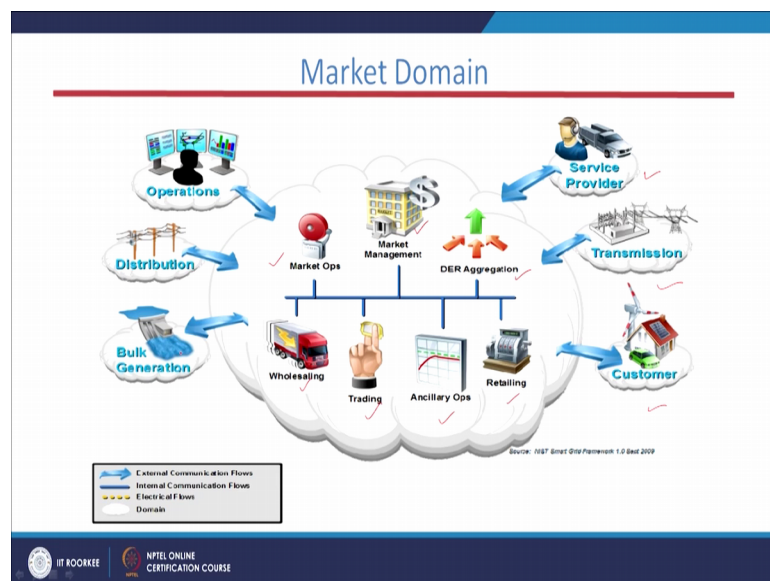 Market Domain
Operations
Service
Provider
Market Ops
Market
Management
DER Aggregation
Distribution
Transmission
Bulk
Generation
Wholesaling
Trading
Ancillary Ops
Retailing
Customer
Source: NIST Smart Grid Framework 1.0 Sept 2009
External Communication Flows
Internal Communication Flows
Electrical Flows
Domain
IIT ROORKEE
NPTEL ONLINE
CERTIFICATION COURSE